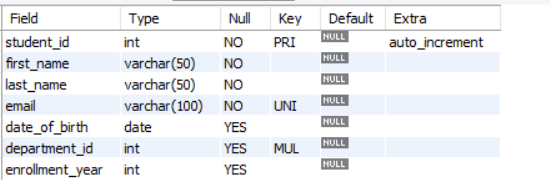 Field Type Null Key Default Extra
student_id int NO PRI NULL auto_increment
first_name varchar(50) NO NULL
last_name varchar(50) NO NULL
email varchar(100) NO UNI NULL
date_of_birth date YES NULL
department_id int YES MUL NULL
enrollment_year int YES NULL